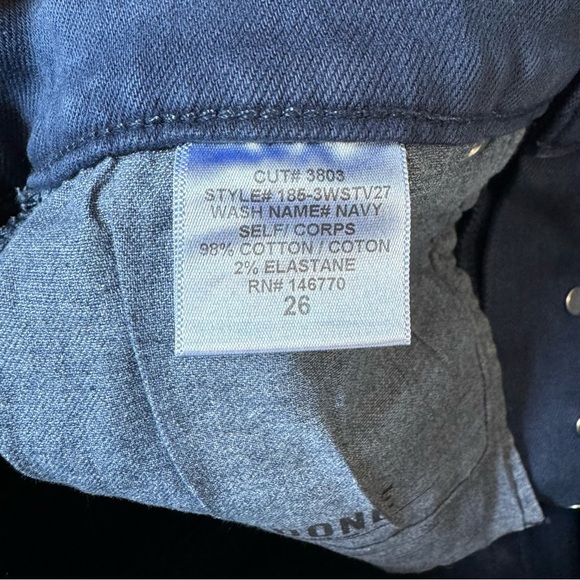 CUT# 3803
STYLE# 185-3WSTV27
WASH NAME# NAVY
SELF/ CORPS
98% COTTON / COTON
2% ELASTANE
RN# 146770
26